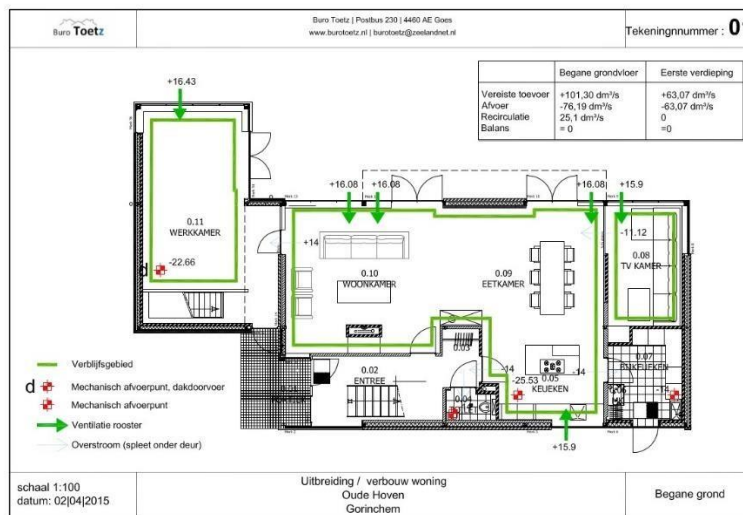 Buro Toetz
Buro Toetz | Postbus 230 | 4460 AE Goes
www.burotoetz.nl | burotoetz@zeelandnet.nl
Tekeningnnummer : 0
Begane grondvloer Eerste verdieping
Vereiste toevoer +101,30 dm³/s +63,07 dm³/s
Afvoer -76,19 dm³/s -63,07 dm³/s
Recirculatie 25,1 dm³/s 0
Balans = 0 =0
+16.43
+16.08 +16.08 +16.08 +15.9
0.11
WERKKAMER
-22.66
d
+14
0.10
WOONKAMER
0.09
EETKAMER
-11.12
0.08
TV KAMER
0.03
0.02
ENTREE
0.04
-14 -14
-25.53
0.05
KEUEKEN
0.07
0.06
-14
+15.9
Verblijfsgebied
d Mechanisch afvoerpunt, dakdoorvoer
Mechanisch afvoerpunt
Ventilatie rooster
Overstroom (spleet onder deur)
schaal 1:100
datum: 02|04|2015
Uitbreiding / verbouw woning
Oude Hoven
Gorinchem
Begane grond